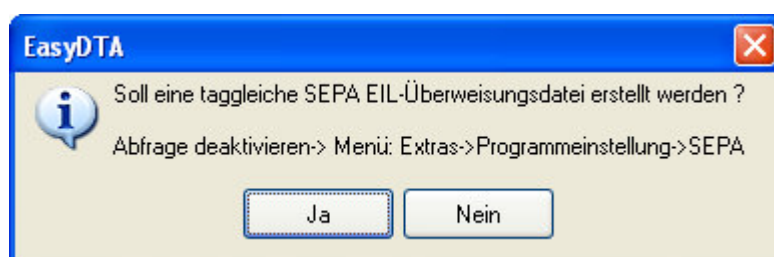 EasyDTA
Soll eine taggleiche SEPA EIL-Überweisungsdatei erstellt werden ?
Abfrage deaktivieren-> Menü: Extras->Programmeinstellung->SEPA
Ja
Nein